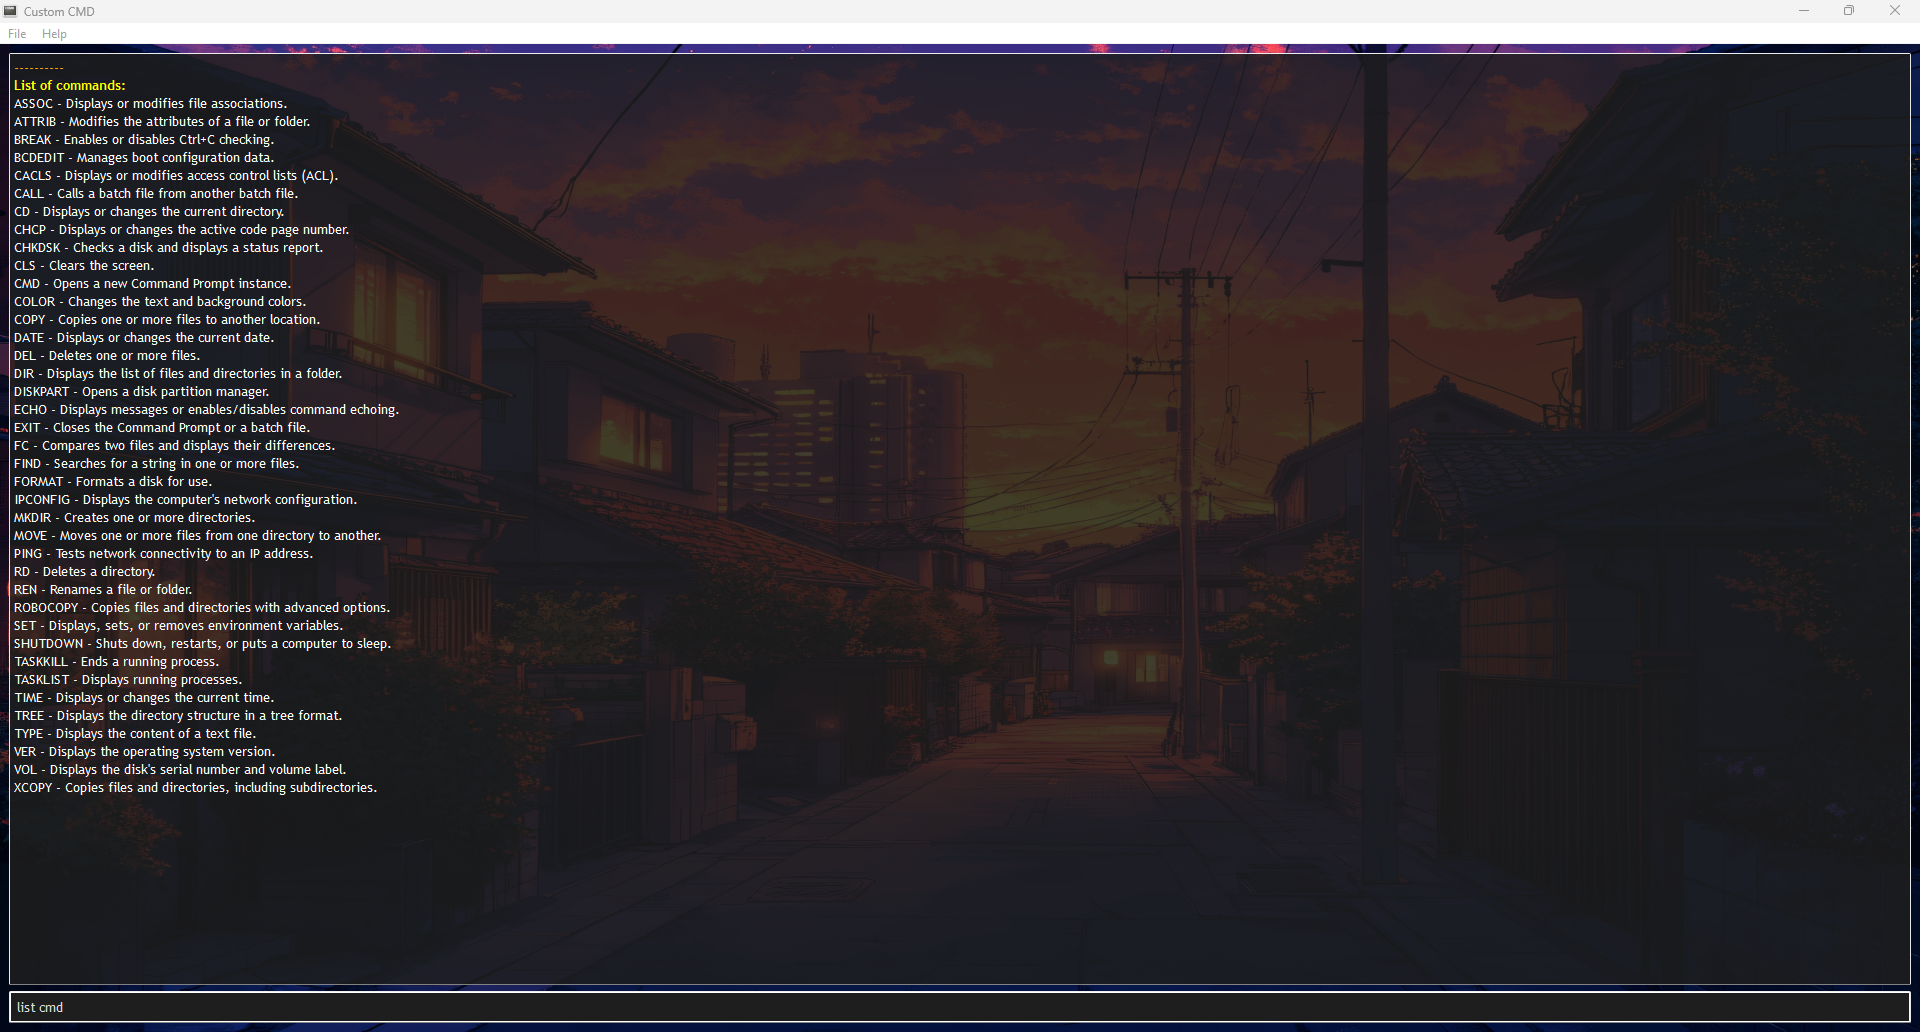 Custom CMD
File Help
----------
List of commands:
ASSOC - Displays or modifies file associations.
ATTRIB - Modifies the attributes of a file or folder.
BREAK - Enables or disables Ctrl+C checking.
BCDEDIT - Manages boot configuration data.
CACLS - Displays or modifies access control lists (ACL).
CALL - Calls a batch file from another batch file.
CD - Displays or changes the current directory.
CHCP - Displays or changes the active code page number.
CHKDSK - Checks a disk and displays a status report.
CLS - Clears the screen.
CMD - Opens a new Command Prompt instance.
COLOR - Changes the text and background colors.
COPY - Copies one or more files to another location.
DATE - Displays or changes the current date.
DEL - Deletes one or more files.
DIR - Displays the list of files and directories in a folder.
DISKPART - Opens a disk partition manager.
ECHO - Displays messages or enables/disables command echoing.
EXIT - Closes the Command Prompt or a batch file.
FC - Compares two files and displays their differences.
FIND - Searches for a string in one or more files.
FORMAT - Formats a disk for use.
IPCONFIG - Displays the computer's network configuration.
MKDIR - Creates one or more directories.
MOVE - Moves one or more files from one directory to another.
PING - Tests network connectivity to an IP address.
RD - Deletes a directory.
REN - Renames a file or folder.
ROBOCOPY - Copies files and directories with advanced options.
SET - Displays, sets, or removes environment variables.
SHUTDOWN - Shuts down, restarts, or puts a computer to sleep.
TASKKILL - Ends a running process.
TASKLIST - Displays running processes.
TIME - Displays or changes the current time.
TREE - Displays the directory structure in a tree format.
TYPE - Displays the content of a text file.
VER - Displays the operating system version.
VOL - Displays the disk's serial number and volume label.
XCOPY - Copies files and directories, including subdirectories.
list cmd